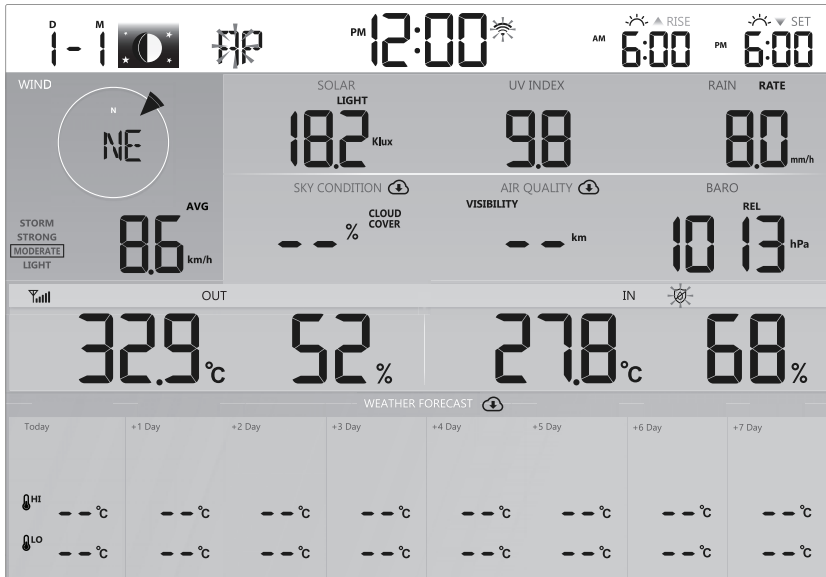 D M
1-1 AP PM 12:00 AM RISE 6:00 PM SET 6:00
WIND
N
NE
STORM
STRONG
MODERATE
LIGHT
AVG
8.6 km/h
SOLAR
LIGHT
18.2 Klux
UV INDEX
9.8
RAIN RATE
8.0 mm/h
SKY CONDITION
-- % CLOUD COVER
AIR QUALITY
VISIBILITY
-- km
BARO
REL
1013 hPa
OUT
32.9 °C 52 %
IN
27.8 °C 68 %
WEATHER FORECAST
Today +1 Day +2 Day +3 Day +4 Day +5 Day +6 Day +7 Day
HI -- °C -- °C -- °C -- °C -- °C -- °C -- °C -- °C
LO -- °C -- °C -- °C -- °C -- °C -- °C -- °C -- °C